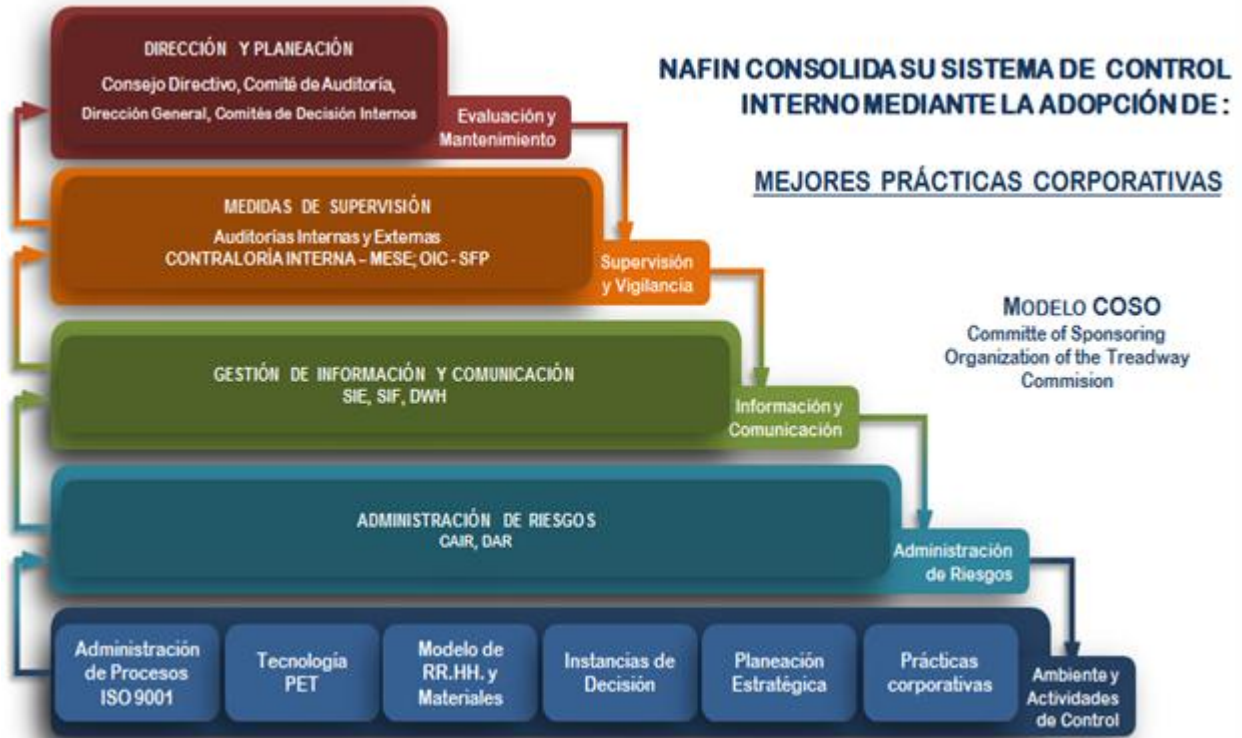 DIRECCIÓN Y PLANEACIÓN
Consejo Directivo, Comité de Auditoría,
Dirección General, Comités de Decisión Internos
Evaluación y
Mantenimiento
NAFIN CONSOLIDA SU SISTEMA DE CONTROL
INTERNO MEDIANTE LA ADOPCIÓN DE :
MEJORES PRÁCTICAS CORPORATIVAS
MEDIDAS DE SUPERVISIÓN
Auditorías Internas y Externas
CONTRALORÍA INTERNA – MESE; OIC - SFP
Supervisión
y Vigilancia
MODELO COSO
Committe of Sponsoring
Organization of the Treadway
Commision
GESTIÓN DE INFORMACIÓN Y COMUNICACIÓN
SIE, SIF, DWH
Información y
Comunicación
ADMINISTRACIÓN DE RIESGOS
CAIR, DAR
Administración
de Riesgos
Administración
de Procesos
ISO 9001
Tecnología
PET
Modelo de
RR.HH. y
Materiales
Instancias de
Decisión
Planeación
Estratégica
Prácticas
corporativas
Ambiente y
Actividades
de Control